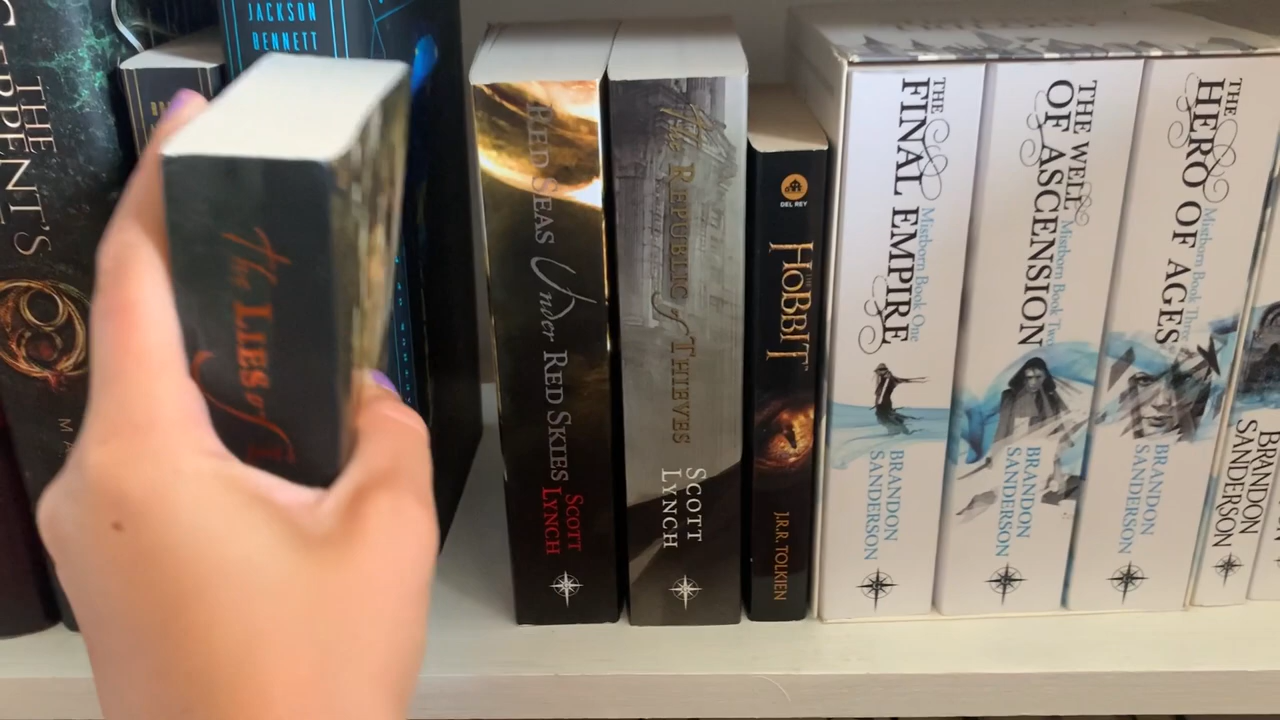 THE
SERPENT'S
MA
JACKSON
BENNETT
The LIES of L
RED SEAS Under RED SKIES
SCOTT
LYNCH
The REPUBLIC of THIEVES
SCOTT
LYNCH
DEL REY
THE
HOBBIT
J.R.R. TOLKIEN
THE
FINAL EMPIRE
Mistborn Book One
BRANDON
SANDERSON
THE WELL
OF ASCENSION
Mistborn Book Two
BRANDON
SANDERSON
THE
HERO OF AGES
Mistborn Book Three
BRANDON
SANDERSON
BRANDON
SANDERSON